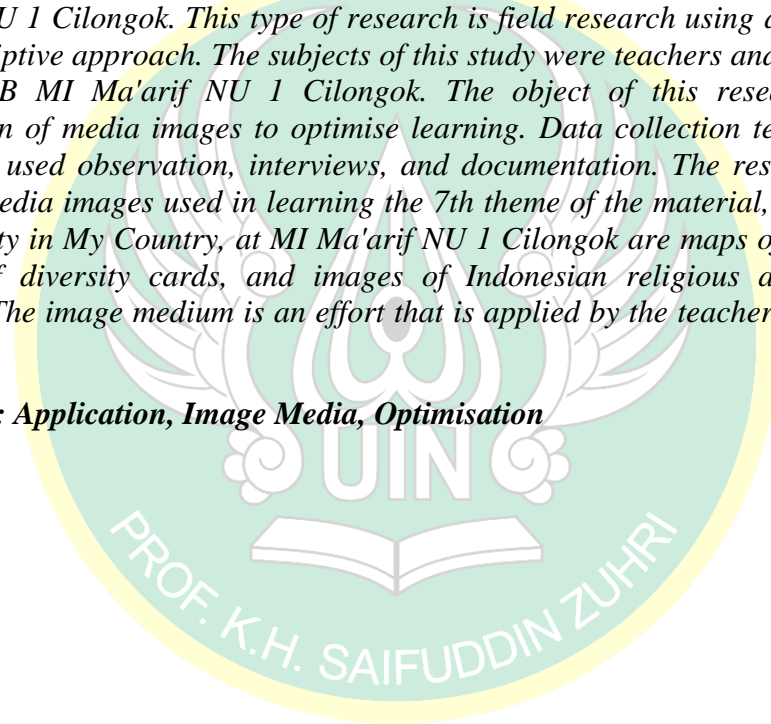 U 1 Cilongok. This type of research is field research using
iptive approach. The subjects of this study were teachers and
B MI Ma'arif NU 1 Cilongok. The object of this
n of media images to optimise learning. Data collection
used observation, interviews, and documentation. The
edia images used in learning the 7th theme of the material,
ty in My Country, at MI Ma'arif NU 1 Cilongok are maps
f diversity cards, and images of Indonesian religious
The image medium is an effort that is applied by the teacher
: Application, Image Media, Optimisation
UIN
PROF. K.H. SAIFUDDIN ZUHRI